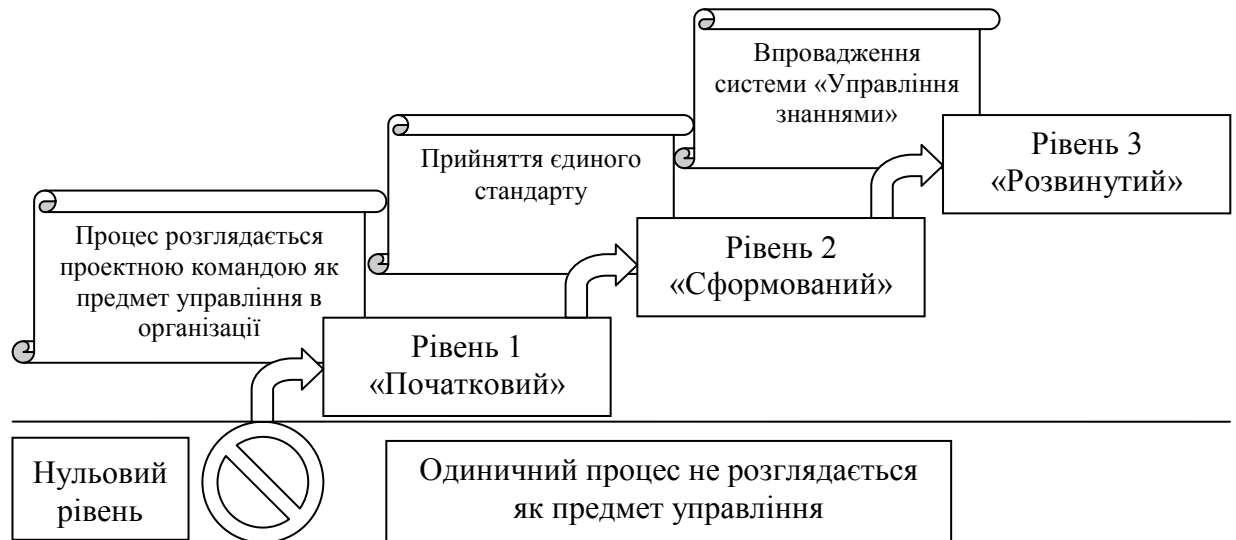 Впровадження
системи «Управління
знаннями»
Рівень 3
«Розвинутий»
Прийняття єдиного
стандарту
Рівень 2
«Сформований»
Процес розглядається
проектною командою як
предмет управління в
організації
Рівень 1
«Початковий»
Нульовий
рівень
Одиничний процес не розглядається
як предмет управління